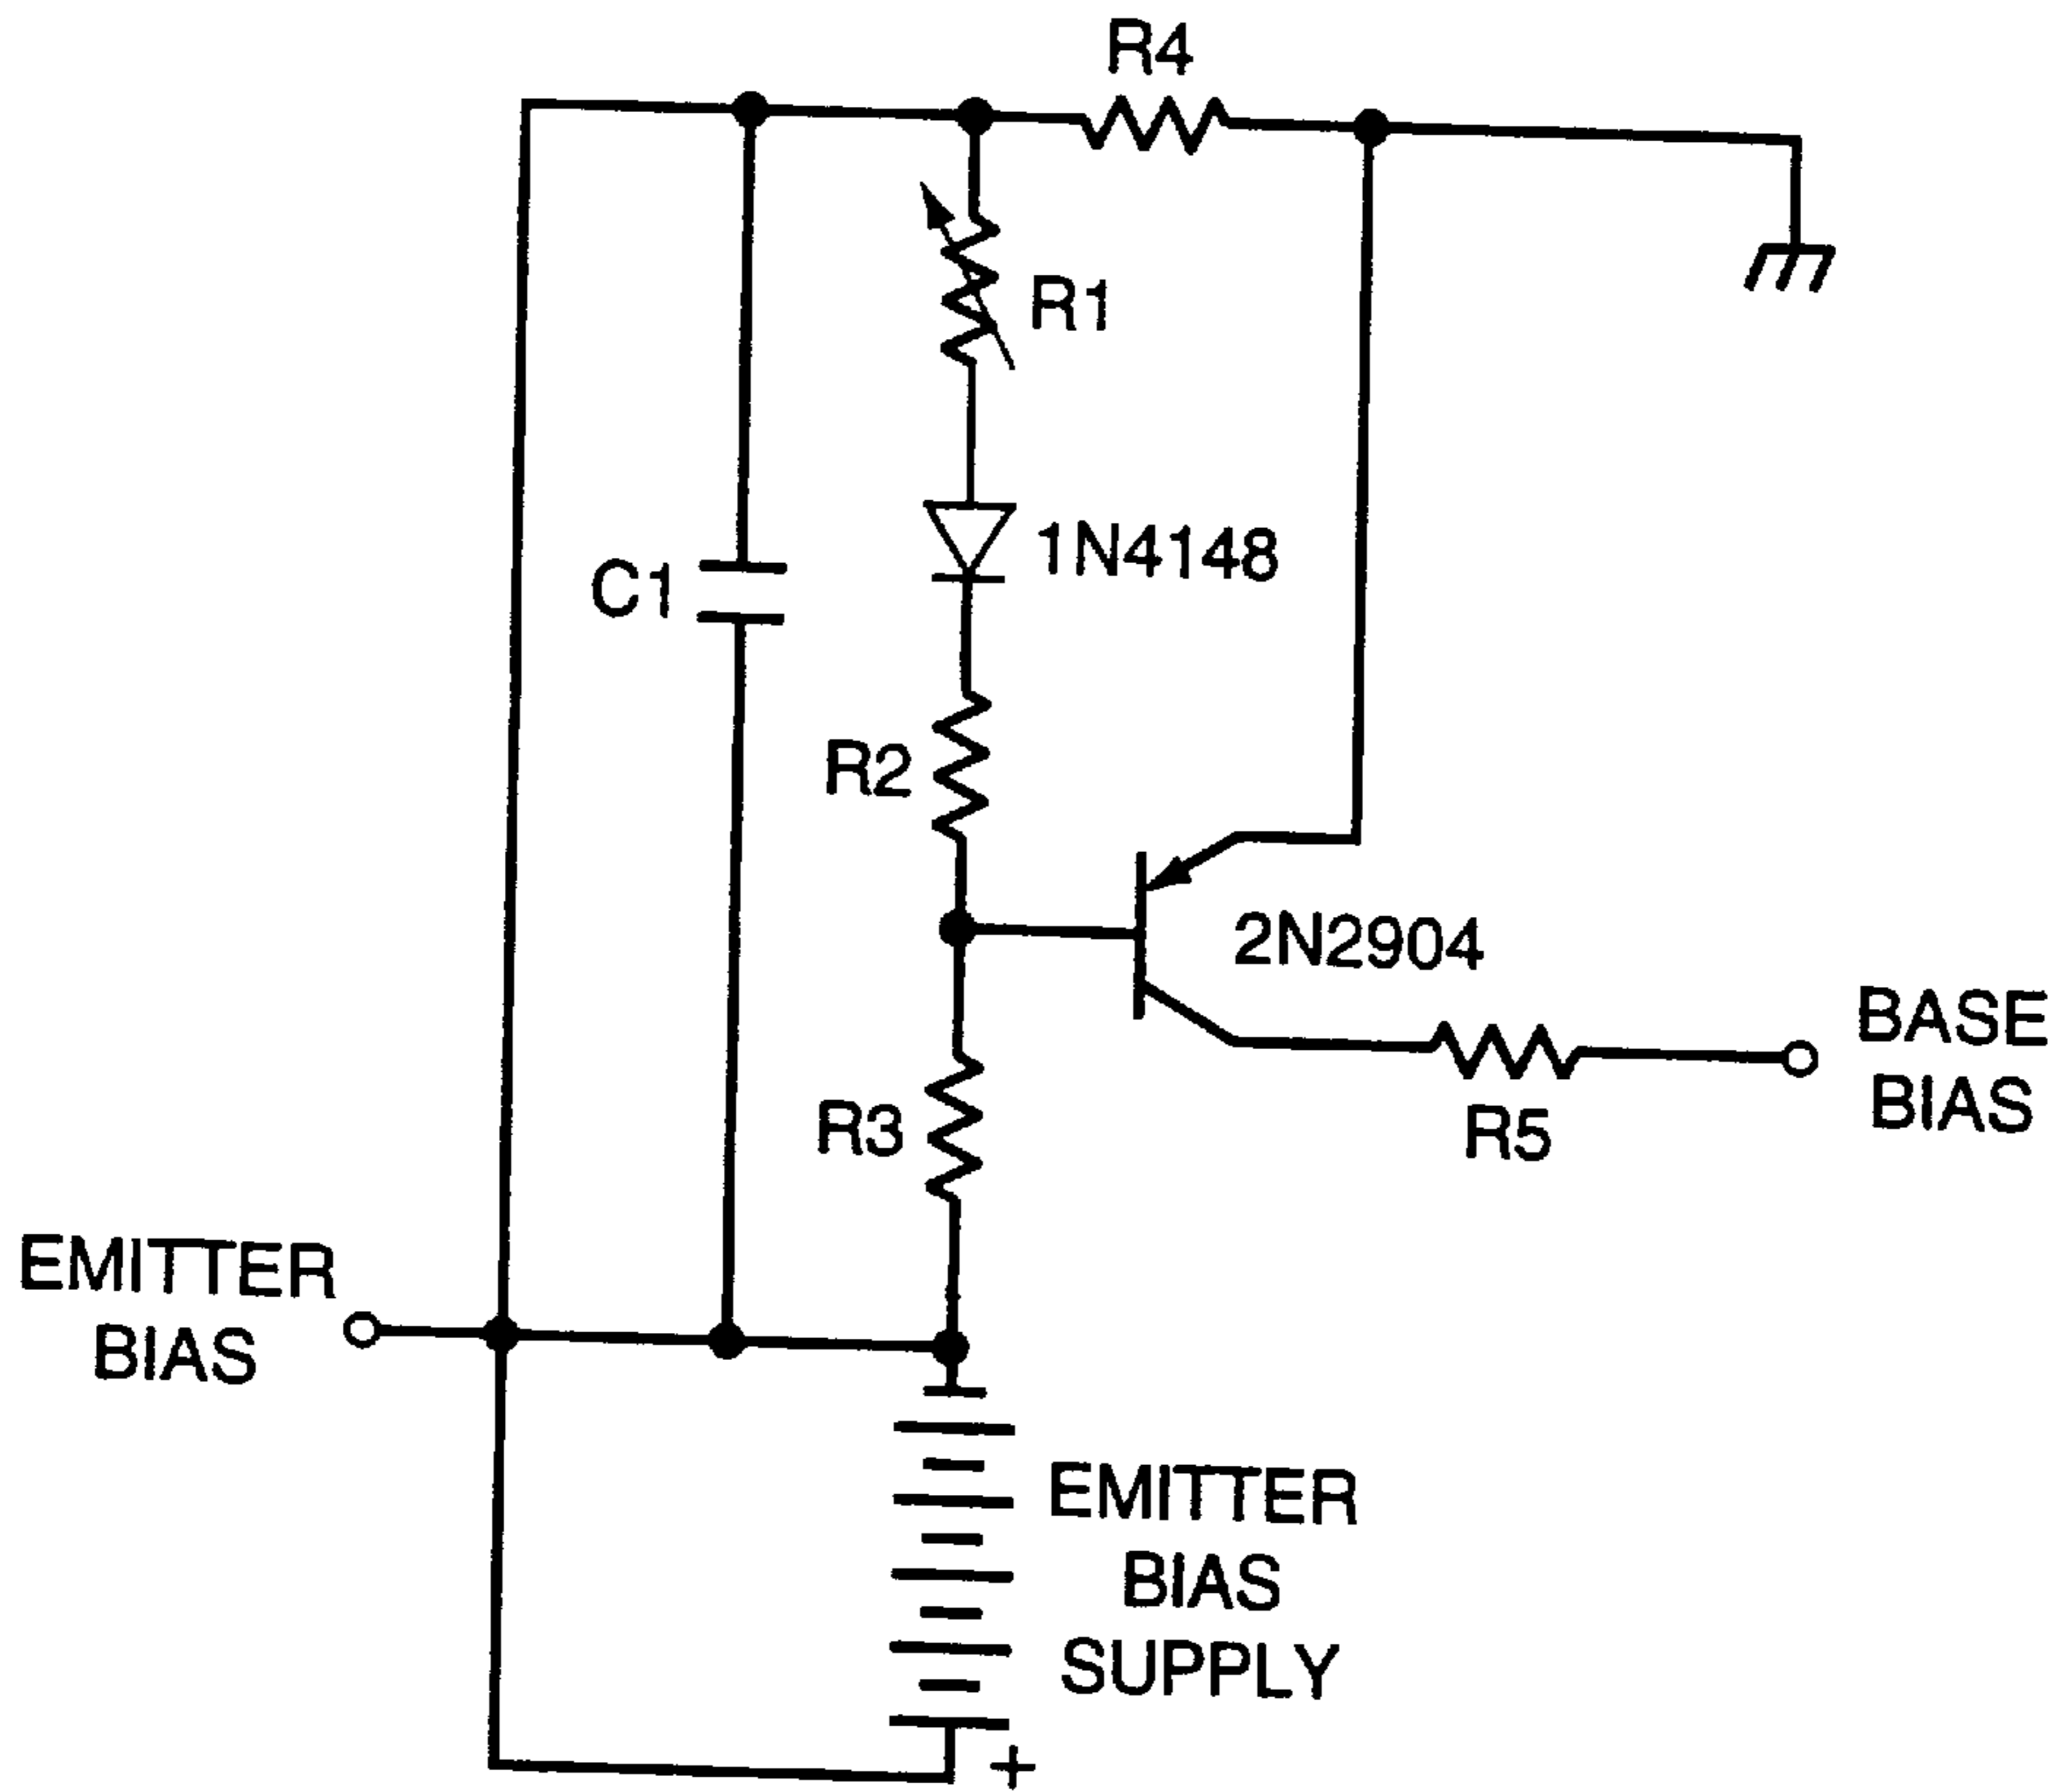 R4
R1
1N4148
C1
R2
2N2904
BASE
BIAS
R3
R5
EMITTER
BIAS
EMITTER
BIAS
SUPPLY
+